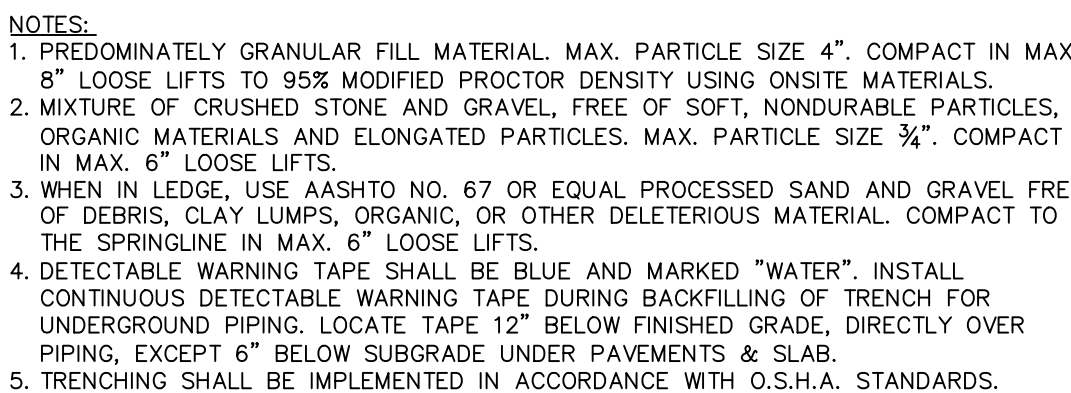 NOTES:
1. PREDOMINATELY GRANULAR FILL MATERIAL. MAX. PARTICLE SIZE 4". COMPACT IN MAX
8" LOOSE LIFTS TO 95% MODIFIED PROCTOR DENSITY USING ONSITE MATERIALS.
2. MIXTURE OF CRUSHED STONE AND GRAVEL, FREE OF SOFT, NONDURABLE PARTICLES,
ORGANIC MATERIALS AND ELONGATED PARTICLES. MAX. PARTICLE SIZE ¾". COMPACT
IN MAX. 6" LOOSE LIFTS.
3. WHEN IN LEDGE, USE AASHTO NO. 67 OR EQUAL PROCESSED SAND AND GRAVEL FRE
OF DEBRIS, CLAY LUMPS, ORGANIC, OR OTHER DELETERIOUS MATERIAL. COMPACT TO
THE SPRINGLINE IN MAX. 6" LOOSE LIFTS.
4. DETECTABLE WARNING TAPE SHALL BE BLUE AND MARKED "WATER". INSTALL
CONTINUOUS DETECTABLE WARNING TAPE DURING BACKFILLING OF TRENCH FOR
UNDERGROUND PIPING. LOCATE TAPE 12" BELOW FINISHED GRADE, DIRECTLY OVER
PIPING, EXCEPT 6" BELOW SUBGRADE UNDER PAVEMENTS & SLAB.
5. TRENCHING SHALL BE IMPLEMENTED IN ACCORDANCE WITH O.S.H.A. STANDARDS.